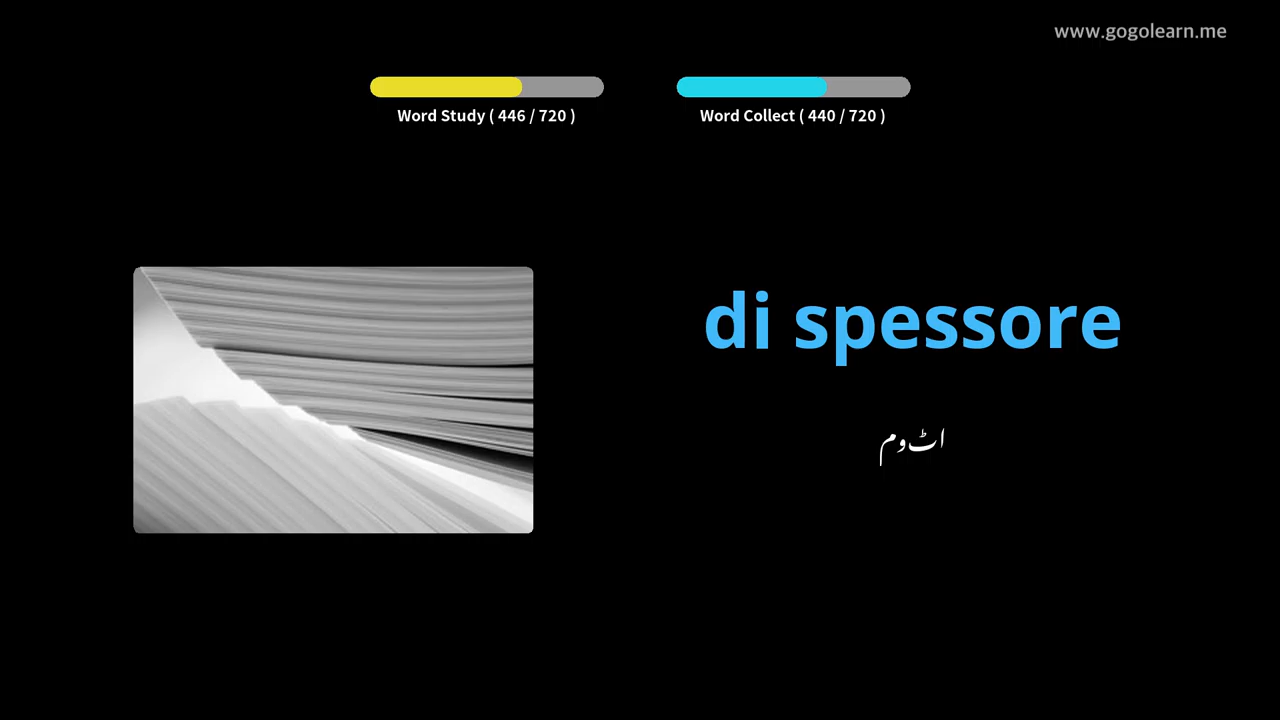 www.gogolearn.me
Word Study ( 446 / 720 )
Word Collect ( 440 / 720 )
di spessore
اٹوم